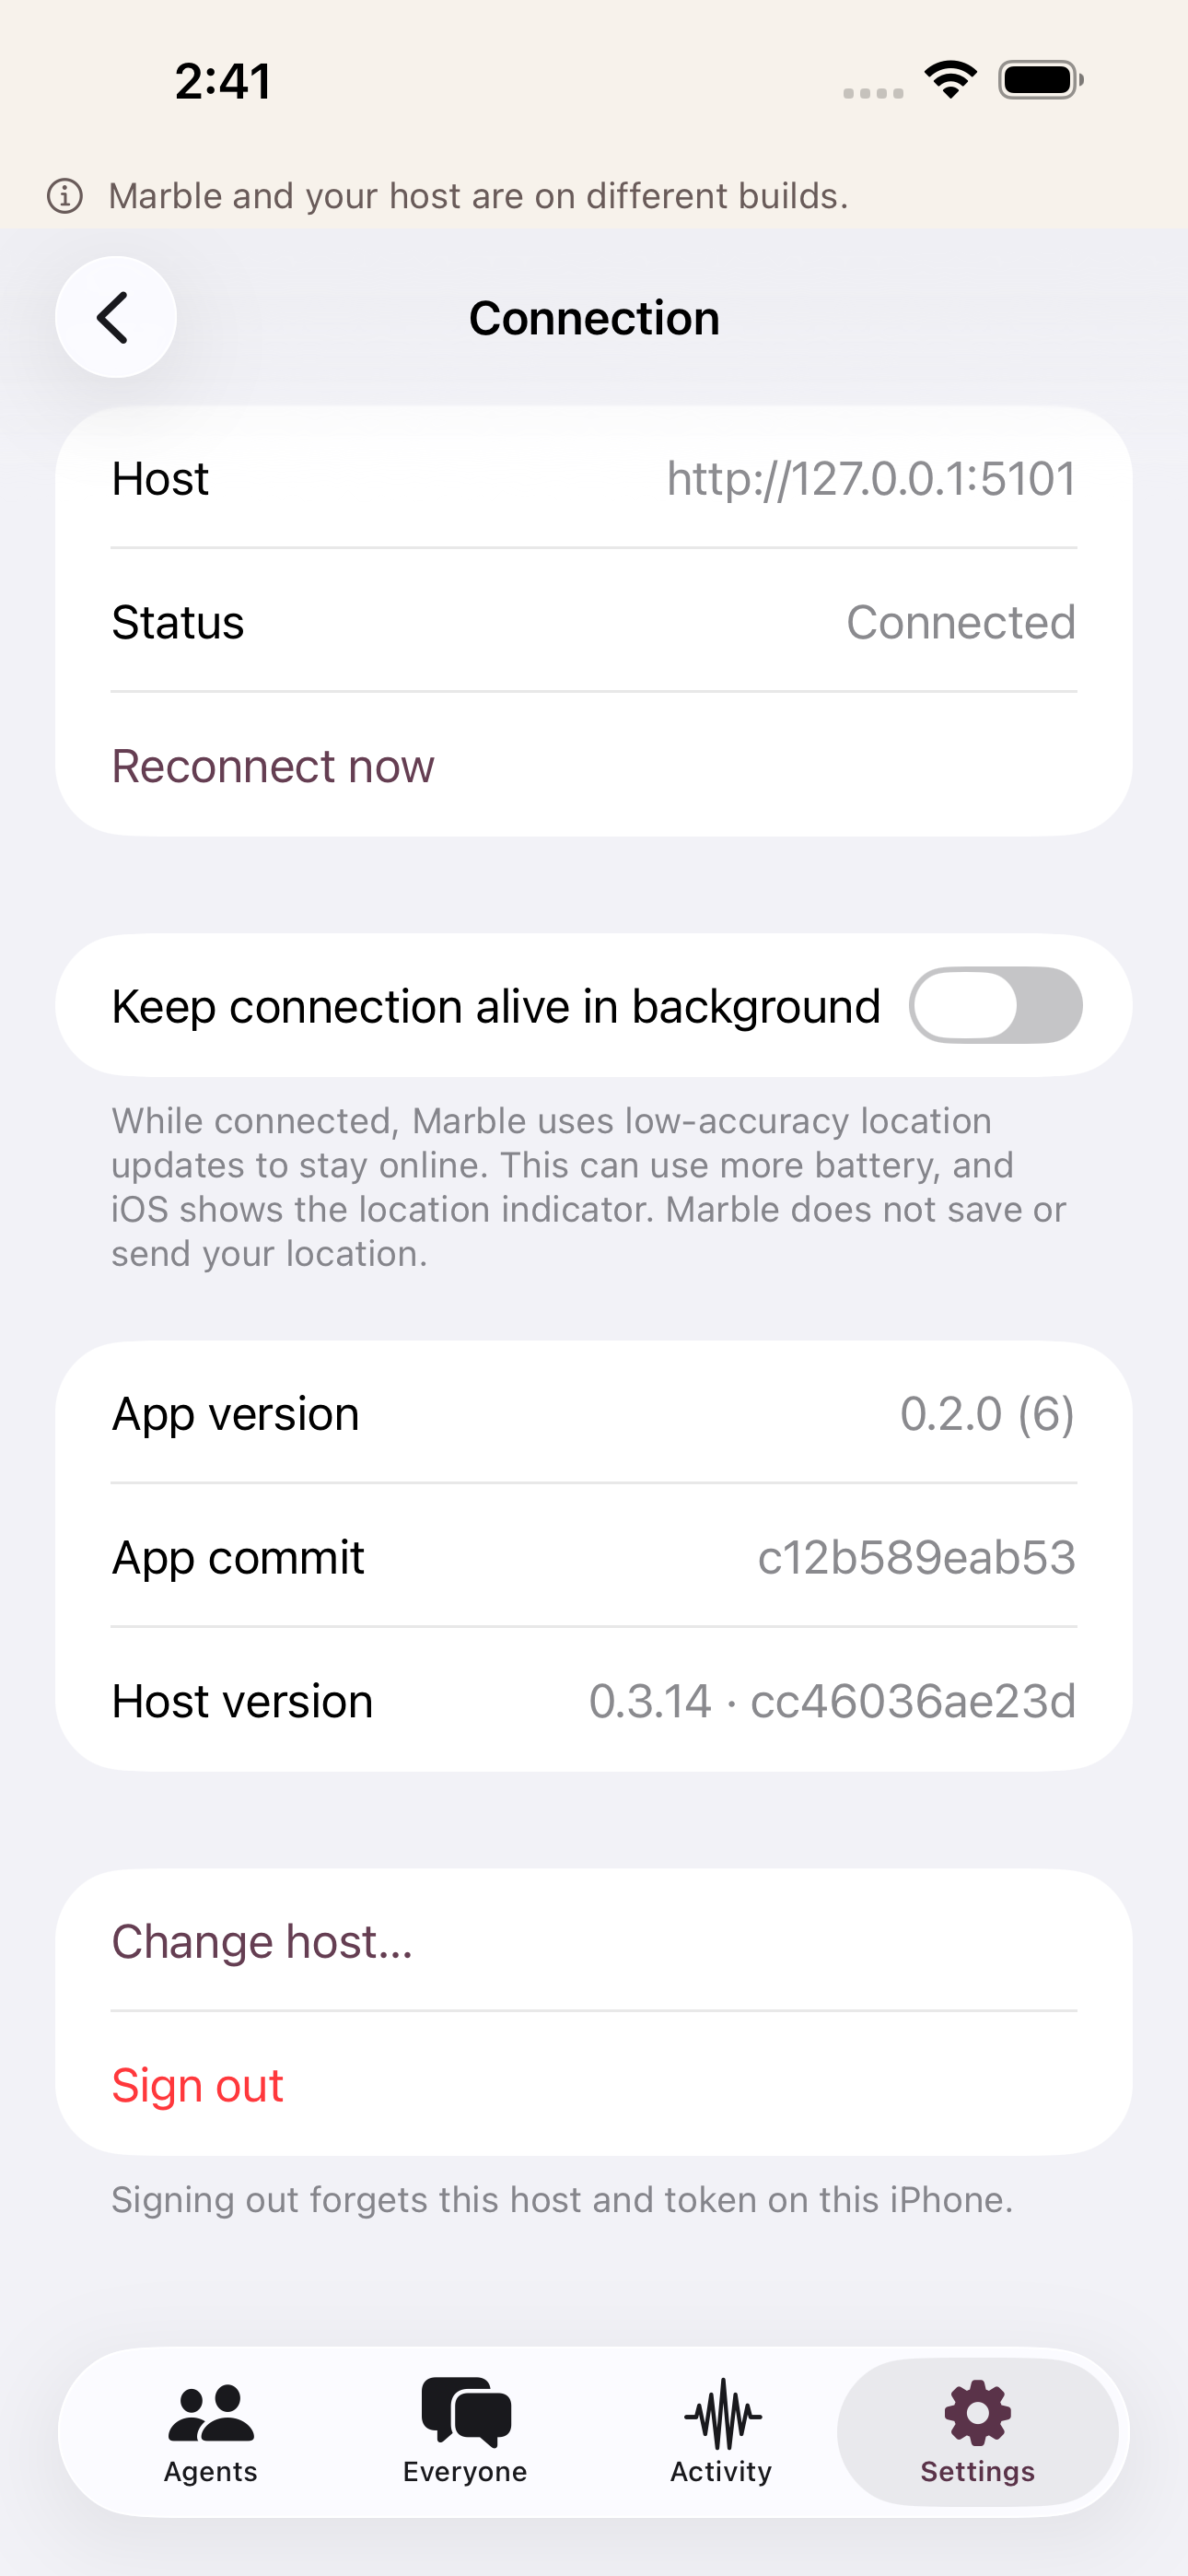 2:41
Marble and your host are on different builds.
Connection
Host http://127.0.0.1:5101
Status Connected
Reconnect now
Keep connection alive in background
While connected, Marble uses low-accuracy location
updates to stay online. This can use more battery, and
iOS shows the location indicator. Marble does not save or
send your location.
App version 0.2.0 (6)
App commit c12b589eab53
Host version 0.3.14 · cc46036ae23d
Change host...
Sign out
Signing out forgets this host and token on this iPhone.
Agents Everyone Activity Settings